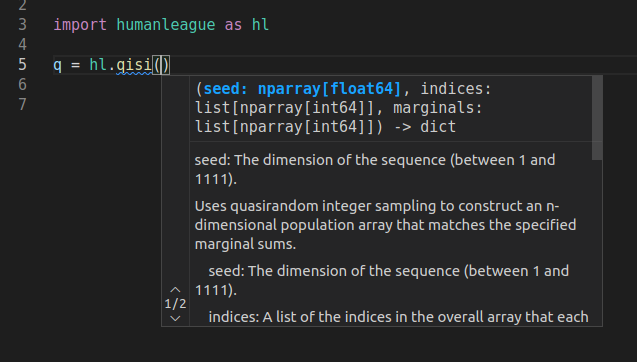 2
3 import humanleague as hl
4
5 q = hl.qisi()
6
7
(seed: nparray[float64], indices:
list[nparray[int64]], marginals:
list[nparray[int64]]) -> dict
seed: The dimension of the sequence (between 1 and
1111).
Uses quasirandom integer sampling to construct an n-
dimensional population array that matches the specified
marginal sums.
seed: The dimension of the sequence (between 1 and
1111).
1/2
indices: A list of the indices in the overall array that each